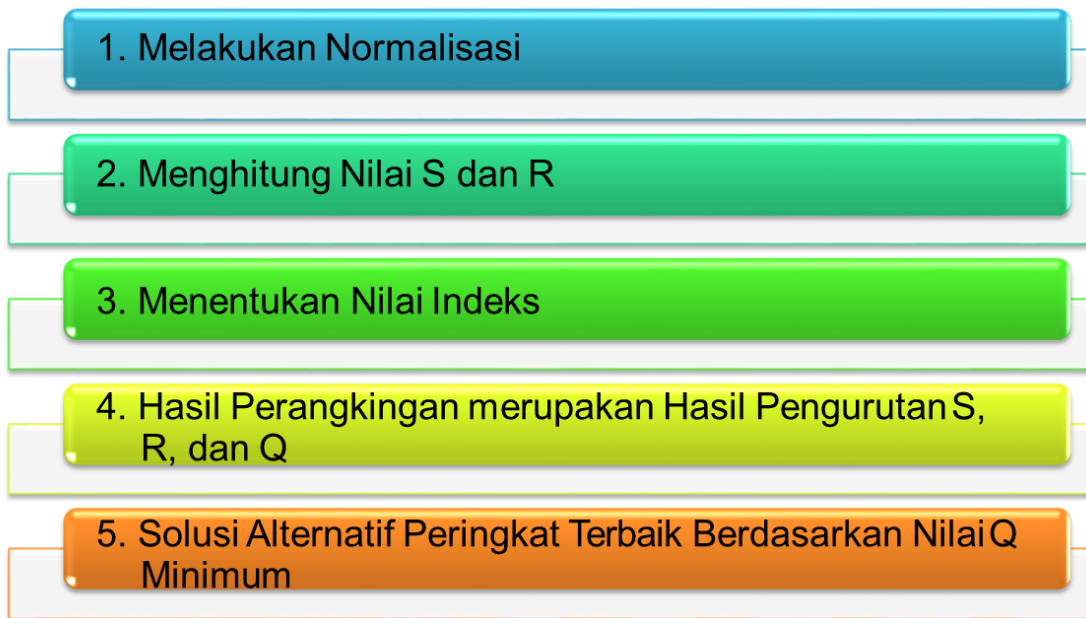 1. Melakukan Normalisasi
2. Menghitung Nilai S dan R
3. Menentukan Nilai Indeks
4. Hasil Perangkingan merupakan Hasil Pengurutan S,
R, dan Q
5. Solusi Alternatif Peringkat Terbaik Berdasarkan Nilai Q
Minimum